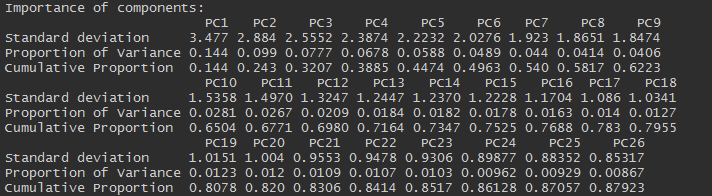 Importance of components:
PC1 PC2 PC3 PC4 PC5 PC6 PC7 PC8 PC9
Standard deviation 3.477 2.884 2.5552 2.3874 2.2232 2.0276 1.923 1.8651 1.8474
Proportion of Variance 0.144 0.099 0.0777 0.0678 0.0588 0.0489 0.044 0.0414 0.0406
Cumulative Proportion 0.144 0.243 0.3207 0.3885 0.4474 0.4963 0.540 0.5817 0.6223
PC10 PC11 PC12 PC13 PC14 PC15 PC16 PC17 PC18
Standard deviation 1.5358 1.4970 1.3247 1.2447 1.2370 1.2228 1.1704 1.086 1.0341
Proportion of Variance 0.0281 0.0267 0.0209 0.0184 0.0182 0.0178 0.0163 0.014 0.0127
Cumulative Proportion 0.6504 0.6771 0.6980 0.7164 0.7347 0.7525 0.7688 0.783 0.7955
PC19 PC20 PC21 PC22 PC23 PC24 PC25 PC26
Standard deviation 1.0151 1.004 0.9553 0.9478 0.9306 0.89877 0.88352 0.85317
Proportion of Variance 0.0123 0.012 0.0109 0.0107 0.0103 0.00962 0.00929 0.00867
Cumulative Proportion 0.8078 0.820 0.8306 0.8414 0.8517 0.86128 0.87057 0.87923